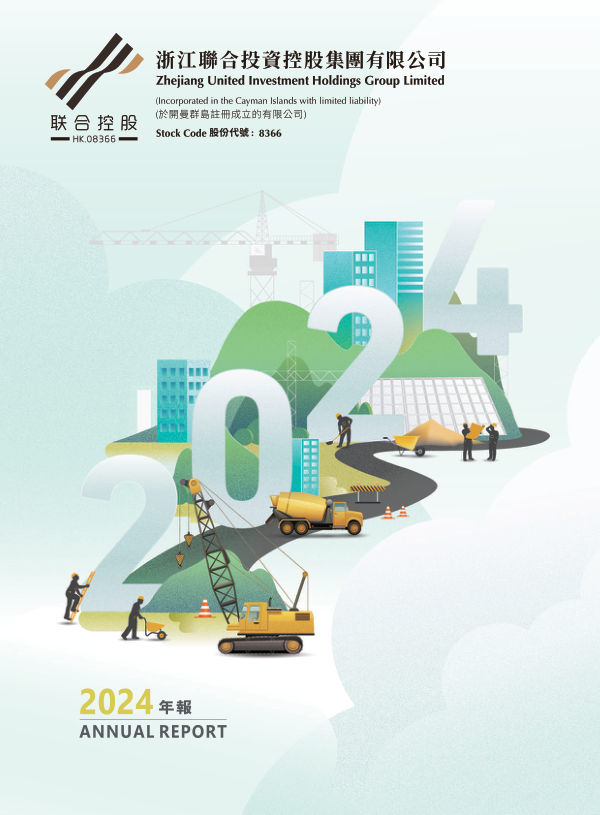 联合控股
HK.08366
浙江聯合投資控股集團有限公司
Zhejiang United Investment Holdings Group Limited
(Incorporated in the Cayman Islands with limited liability)
(於開曼群島註冊成立的有限公司)
Stock Code 股份代號：8366
2024
2024 年報
ANNUAL REPORT